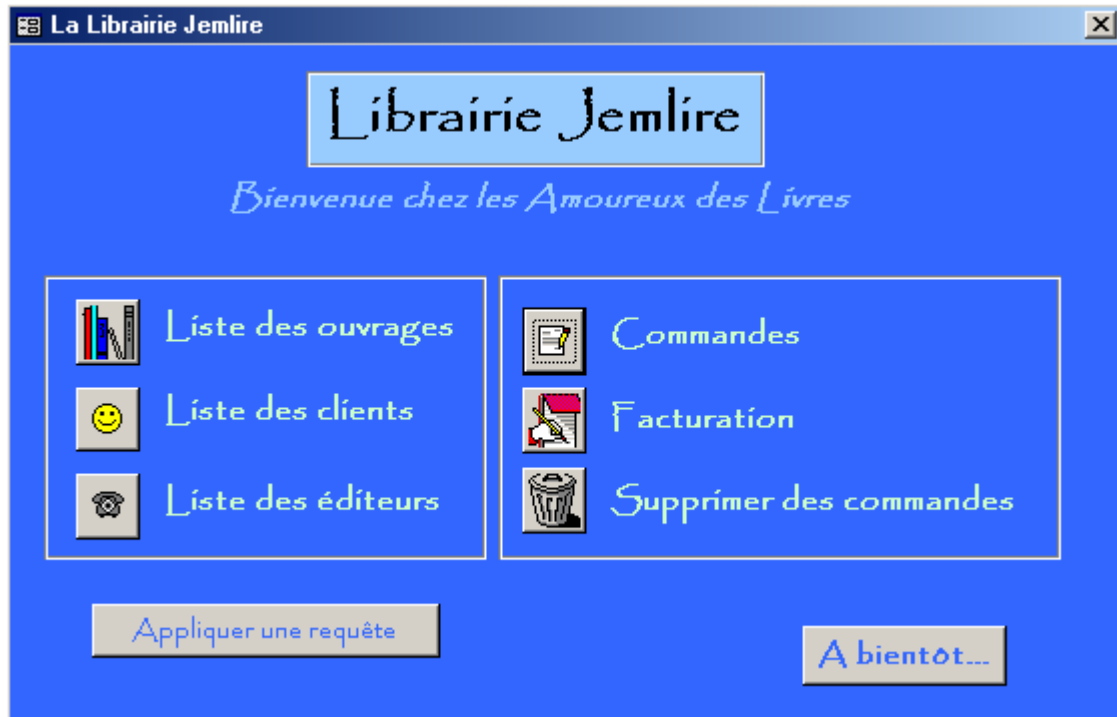 La Librairie Jemlire
Librairie Jemlire
Bienvenue chez les Amoureux des Livres
Liste des ouvrages
Liste des clients
Liste des éditeurs
Commandes
Facturation
Supprimer des commandes
Appliquer une requête
A bientôt...